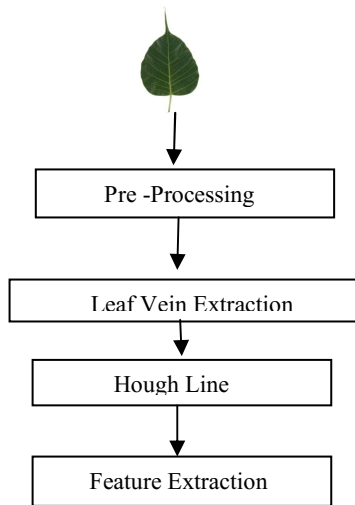 Pre -Processing
Leaf Vein Extraction
Hough Line
Feature Extraction